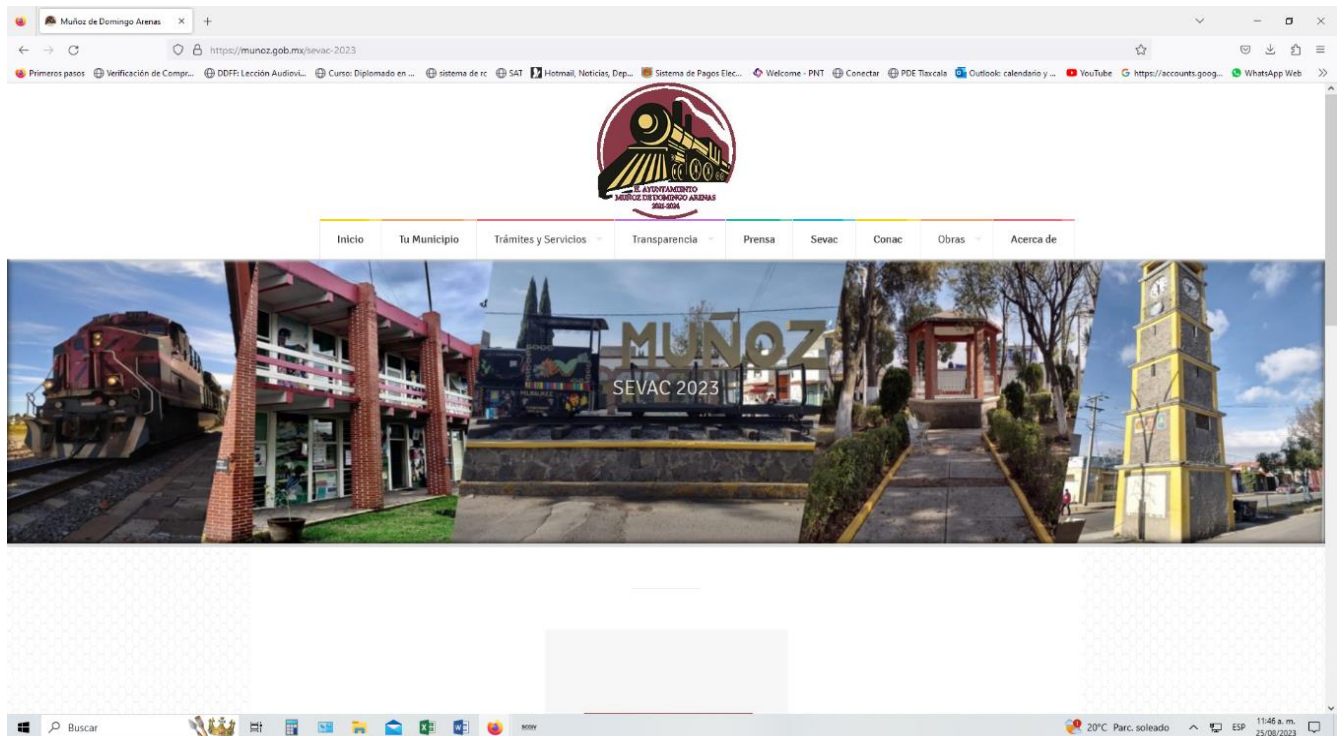 Muñoz de Domingo Arenas
https://munoz.gob.mx/sevac-2023
Primeros pasos Verificación de Compr... DDFF: Lección Audiovi... Curso: Diplomado en ... sistema de rc SAT Hotmail, Noticias, Dep... Sistema de Pagos Elec... Welcome - PNT Conectar PDE Tlaxcala Outlook: calendario y ... YouTube https://accounts.goog... WhatsApp Web
EL AYUNTAMIENTO
MUÑOZ DE DOMINGO ARENAS
2021-2024
Inicio Tu Municipio Trámites y Servicios Transparencia Prensa Sevac Conac Obras Acerca de
MUÑOZ
SEVAC 2023
Buscar
20°C Parc. soleado ESP 11:46 a. m.
25/08/2023